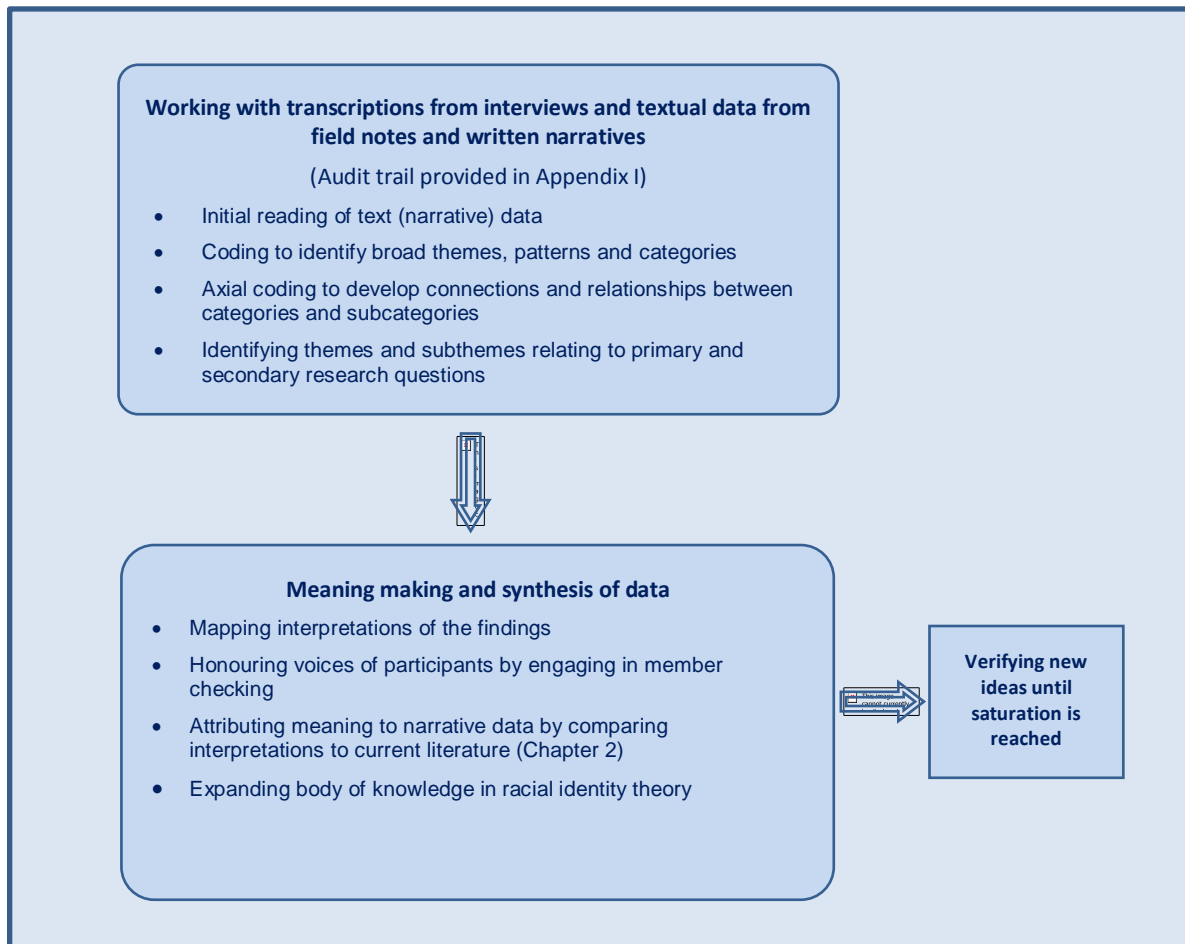 Working with transcriptions from interviews and textual data from
field notes and written narratives
(Audit trail provided in Appendix I)
• Initial reading of text (narrative) data
• Coding to identify broad themes, patterns and categories
• Axial coding to develop connections and relationships between
categories and subcategories
• Identifying themes and subthemes relating to primary and
secondary research questions
Meaning making and synthesis of data
• Mapping interpretations of the findings
• Honouring voices of participants by engaging in member
checking
• Attributing meaning to narrative data by comparing
interpretations to current literature (Chapter 2)
• Expanding body of knowledge in racial identity theory
Verifying new
ideas until
saturation is
reached